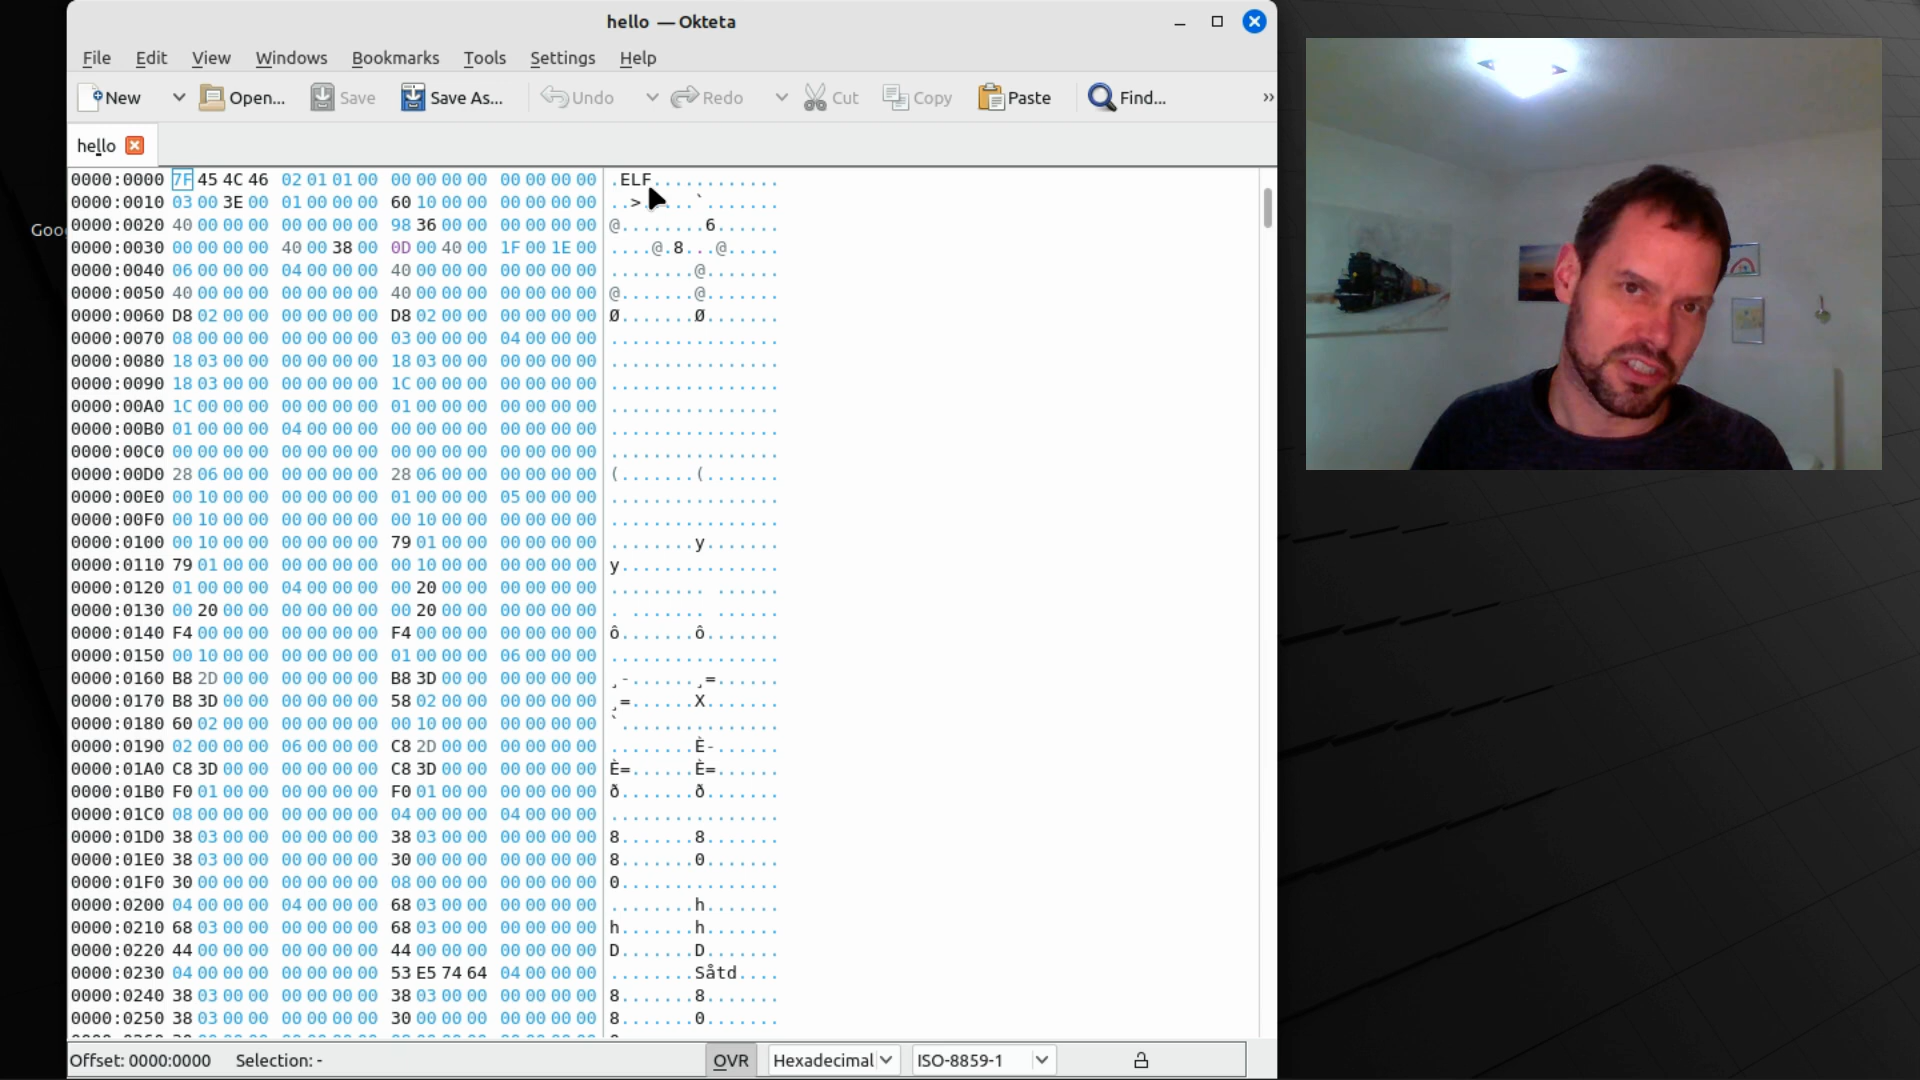 hello — Okteta
File Edit View Windows Bookmarks Tools Settings Help
New Open... Save Save As... Undo Redo Cut Copy Paste Find... »
hello
0000:0000 7F 45 4C 46 02 01 01 00 00 00 00 00 00 00 00 00 .ELF............
0000:0010 03 00 3E 00 01 00 00 00 60 10 00 00 00 00 00 00 ..>.....`.......
0000:0020 40 00 00 00 00 00 00 00 98 36 00 00 00 00 00 00 @........6......
0000:0030 00 00 00 00 40 00 38 00 0D 00 40 00 1F 00 1E 00 ....@.8...@.....
0000:0040 06 00 00 00 04 00 00 00 40 00 00 00 00 00 00 00 ........@.......
0000:0050 40 00 00 00 00 00 00 00 40 00 00 00 00 00 00 00 @.......@.......
0000:0060 D8 02 00 00 00 00 00 00 D8 02 00 00 00 00 00 00 Ø.......Ø.......
0000:0070 08 00 00 00 00 00 00 00 03 00 00 00 04 00 00 00 ................
0000:0080 18 03 00 00 00 00 00 00 18 03 00 00 00 00 00 00 ................
0000:0090 18 03 00 00 00 00 00 00 1C 00 00 00 00 00 00 00 ................
0000:00A0 1C 00 00 00 00 00 00 00 01 00 00 00 00 00 00 00 ................
0000:00B0 01 00 00 00 04 00 00 00 00 00 00 00 00 00 00 00 ................
0000:00C0 00 00 00 00 00 00 00 00 00 00 00 00 00 00 00 00 ................
0000:00D0 28 06 00 00 00 00 00 00 28 06 00 00 00 00 00 00 (.......(.......
0000:00E0 00 10 00 00 00 00 00 00 01 00 00 00 05 00 00 00 ................
0000:00F0 00 10 00 00 00 00 00 00 00 10 00 00 00 00 00 00 ................
0000:0100 00 10 00 00 00 00 00 00 79 01 00 00 00 00 00 00 ........y.......
0000:0110 79 01 00 00 00 00 00 00 00 10 00 00 00 00 00 00 y...............
0000:0120 01 00 00 00 04 00 00 00 00 20 00 00 00 00 00 00 ......... ......
0000:0130 00 20 00 00 00 00 00 00 00 20 00 00 00 00 00 00 . ....... ......
0000:0140 F4 00 00 00 00 00 00 00 F4 00 00 00 00 00 00 00 ô.......ô.......
0000:0150 00 10 00 00 00 00 00 00 01 00 00 00 06 00 00 00 ................
0000:0160 B8 2D 00 00 00 00 00 00 B8 3D 00 00 00 00 00 00 ¸-......¸=......
0000:0170 B8 3D 00 00 00 00 00 00 58 02 00 00 00 00 00 00 ¸=......X.......
0000:0180 60 02 00 00 00 00 00 00 00 10 00 00 00 00 00 00 `...............
0000:0190 02 00 00 00 06 00 00 00 C8 2D 00 00 00 00 00 00 ........È-......
0000:01A0 C8 3D 00 00 00 00 00 00 C8 3D 00 00 00 00 00 00 È=......È=......
0000:01B0 F0 01 00 00 00 00 00 00 F0 01 00 00 00 00 00 00 ð.......ð.......
0000:01C0 08 00 00 00 00 00 00 00 04 00 00 00 04 00 00 00 ................
0000:01D0 38 03 00 00 00 00 00 00 38 03 00 00 00 00 00 00 8.......8.......
0000:01E0 38 03 00 00 00 00 00 00 30 00 00 00 00 00 00 00 8.......0.......
0000:01F0 30 00 00 00 00 00 00 00 08 00 00 00 00 00 00 00 0...............
0000:0200 04 00 00 00 04 00 00 00 68 03 00 00 00 00 00 00 ........h.......
0000:0210 68 03 00 00 00 00 00 00 68 03 00 00 00 00 00 00 h.......h.......
0000:0220 44 00 00 00 00 00 00 00 44 00 00 00 00 00 00 00 D.......D.......
0000:0230 04 00 00 00 00 00 00 00 53 E5 74 64 04 00 00 00 ........Såtd....
0000:0240 38 03 00 00 00 00 00 00 38 03 00 00 00 00 00 00 8.......8.......
0000:0250 38 03 00 00 00 00 00 00 30 00 00 00 00 00 00 00 8.......0.......
Offset: 0000:0000 Selection: - OVR Hexadecimal ISO-8859-1